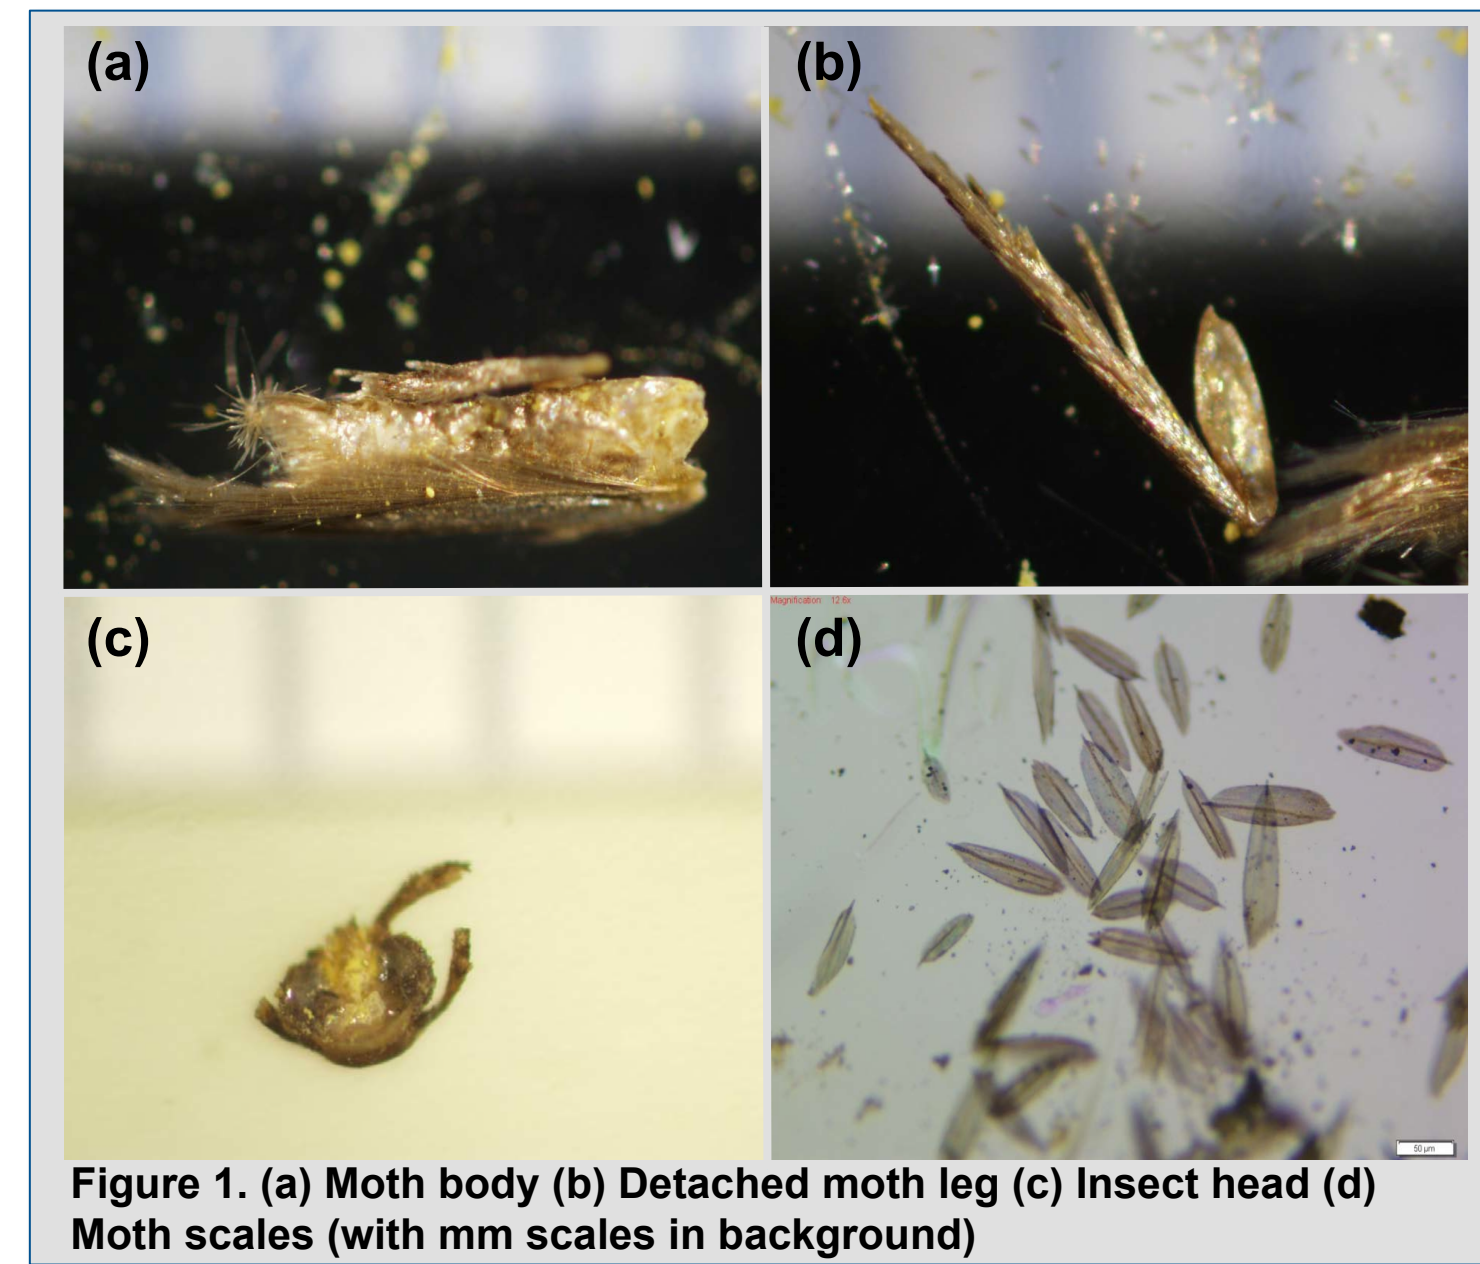 (a)
(b)
(c)
Magnification: 12.6x
(d)
50 µm
Figure 1. (a) Moth body (b) Detached moth leg (c) Insect head (d)
Moth scales (with mm scales in background)